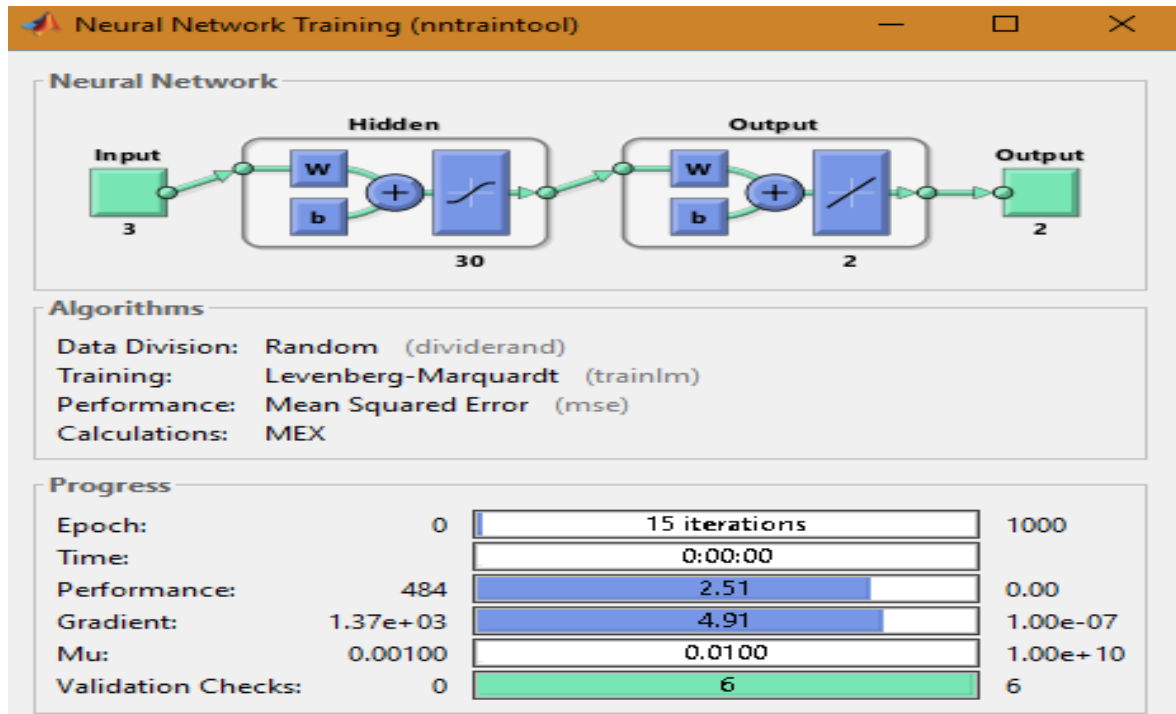 Neural Network Training (nntraintool)
Neural Network
Hidden
Output
Input
Output
W
b
+
W
b
+
3
30
2
2
Algorithms
Data Division: Random (dividerand)
Training: Levenberg-Marquardt (trainlm)
Performance: Mean Squared Error (mse)
Calculations: MEX
Progress
Epoch: 0 15 iterations 1000
Time: 0:00:00
Performance: 484 2.51 0.00
Gradient: 1.37e+03 4.91 1.00e-07
Mu: 0.00100 0.0100 1.00e+10
Validation Checks: 0 6 6